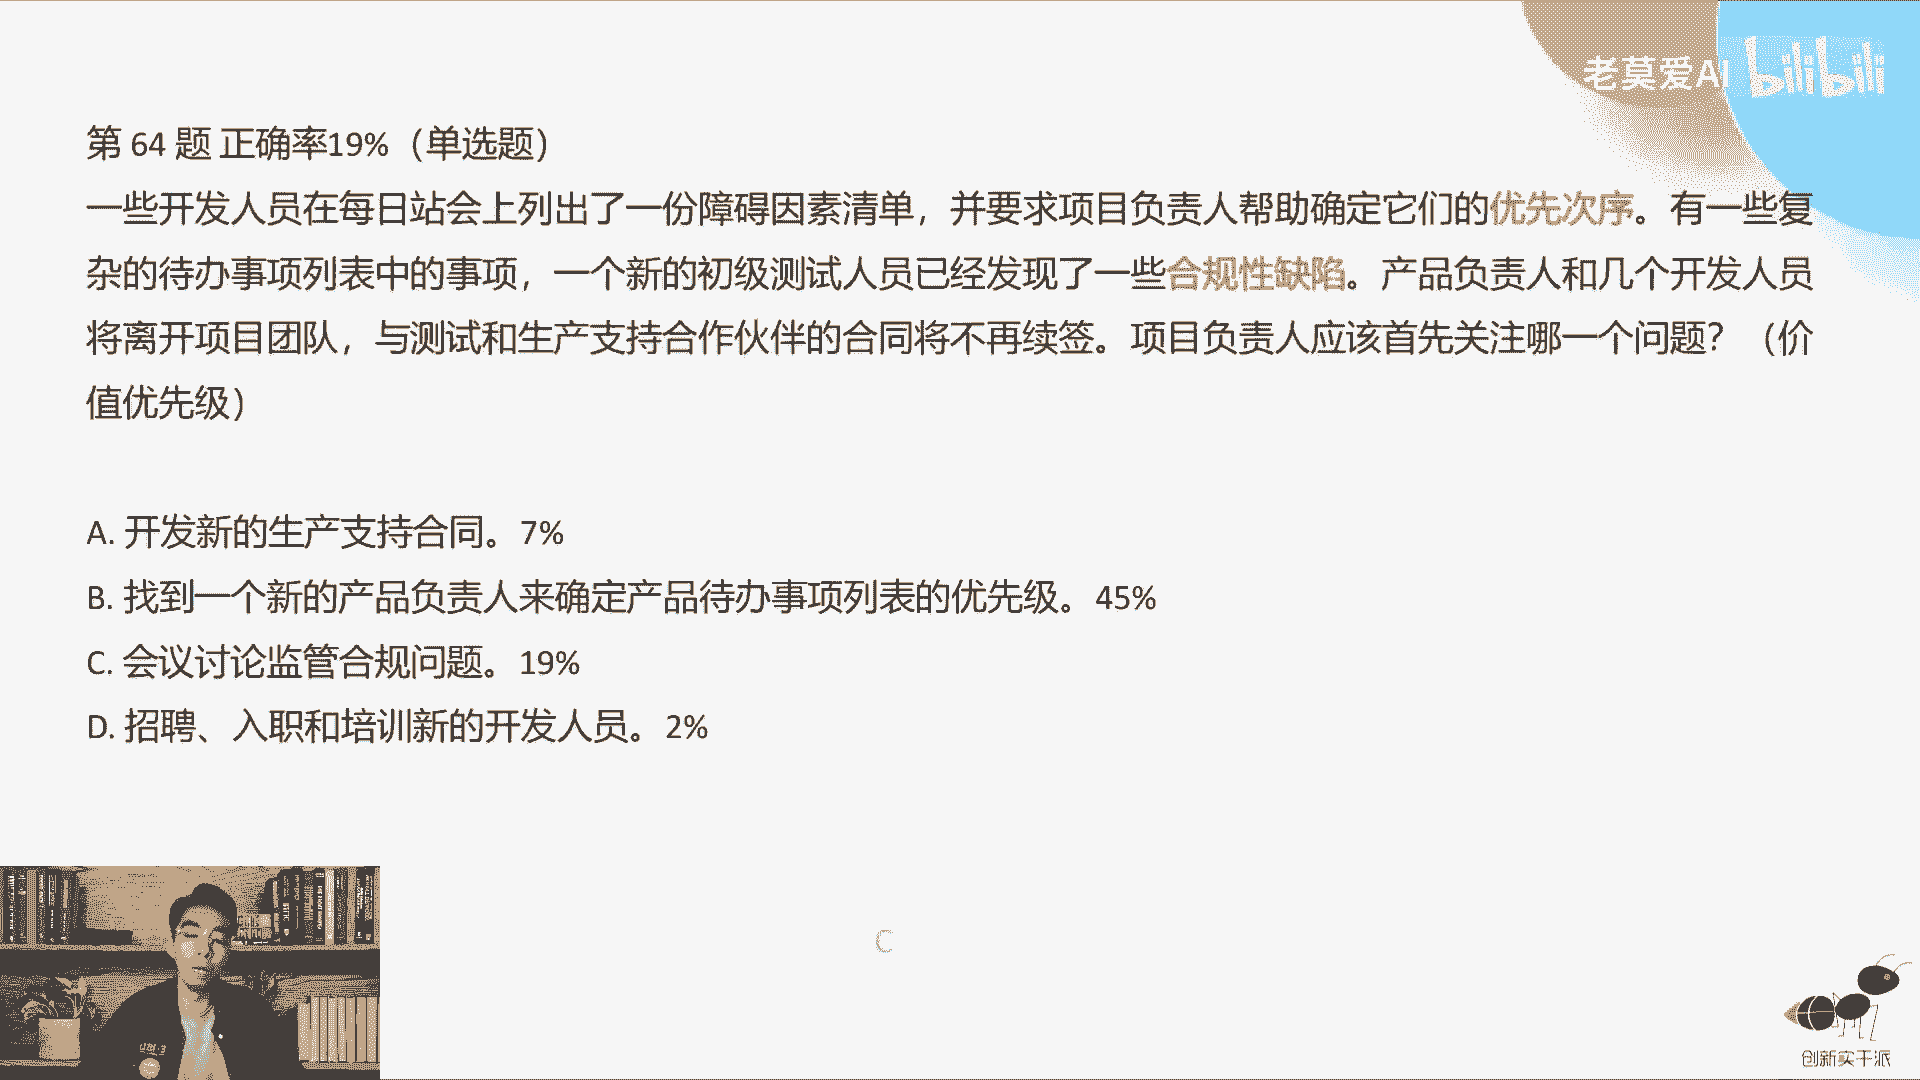 老莫爱AI bilibili
第 64 题 正确率19%（单选题）
一些开发人员在每日站会上列出了一份障碍因素清单，并要求项目负责人帮助确定它们的优先次序。有一些复
杂的待办事项列表中的事项，一个新的初级测试人员已经发现了一些合规性缺陷。产品负责人和几个开发人员
将离开项目团队，与测试和生产支持合作伙伴的合同将不再续签。项目负责人应该首先关注哪一个问题？（价
值优先级）
A. 开发新的生产支持合同。7%
B. 找到一个新的产品负责人来确定产品待办事项列表的优先级。45%
C. 会议讨论监管合规问题。19%
D. 招聘、入职和培训新的开发人员。2%
C
创新实干派